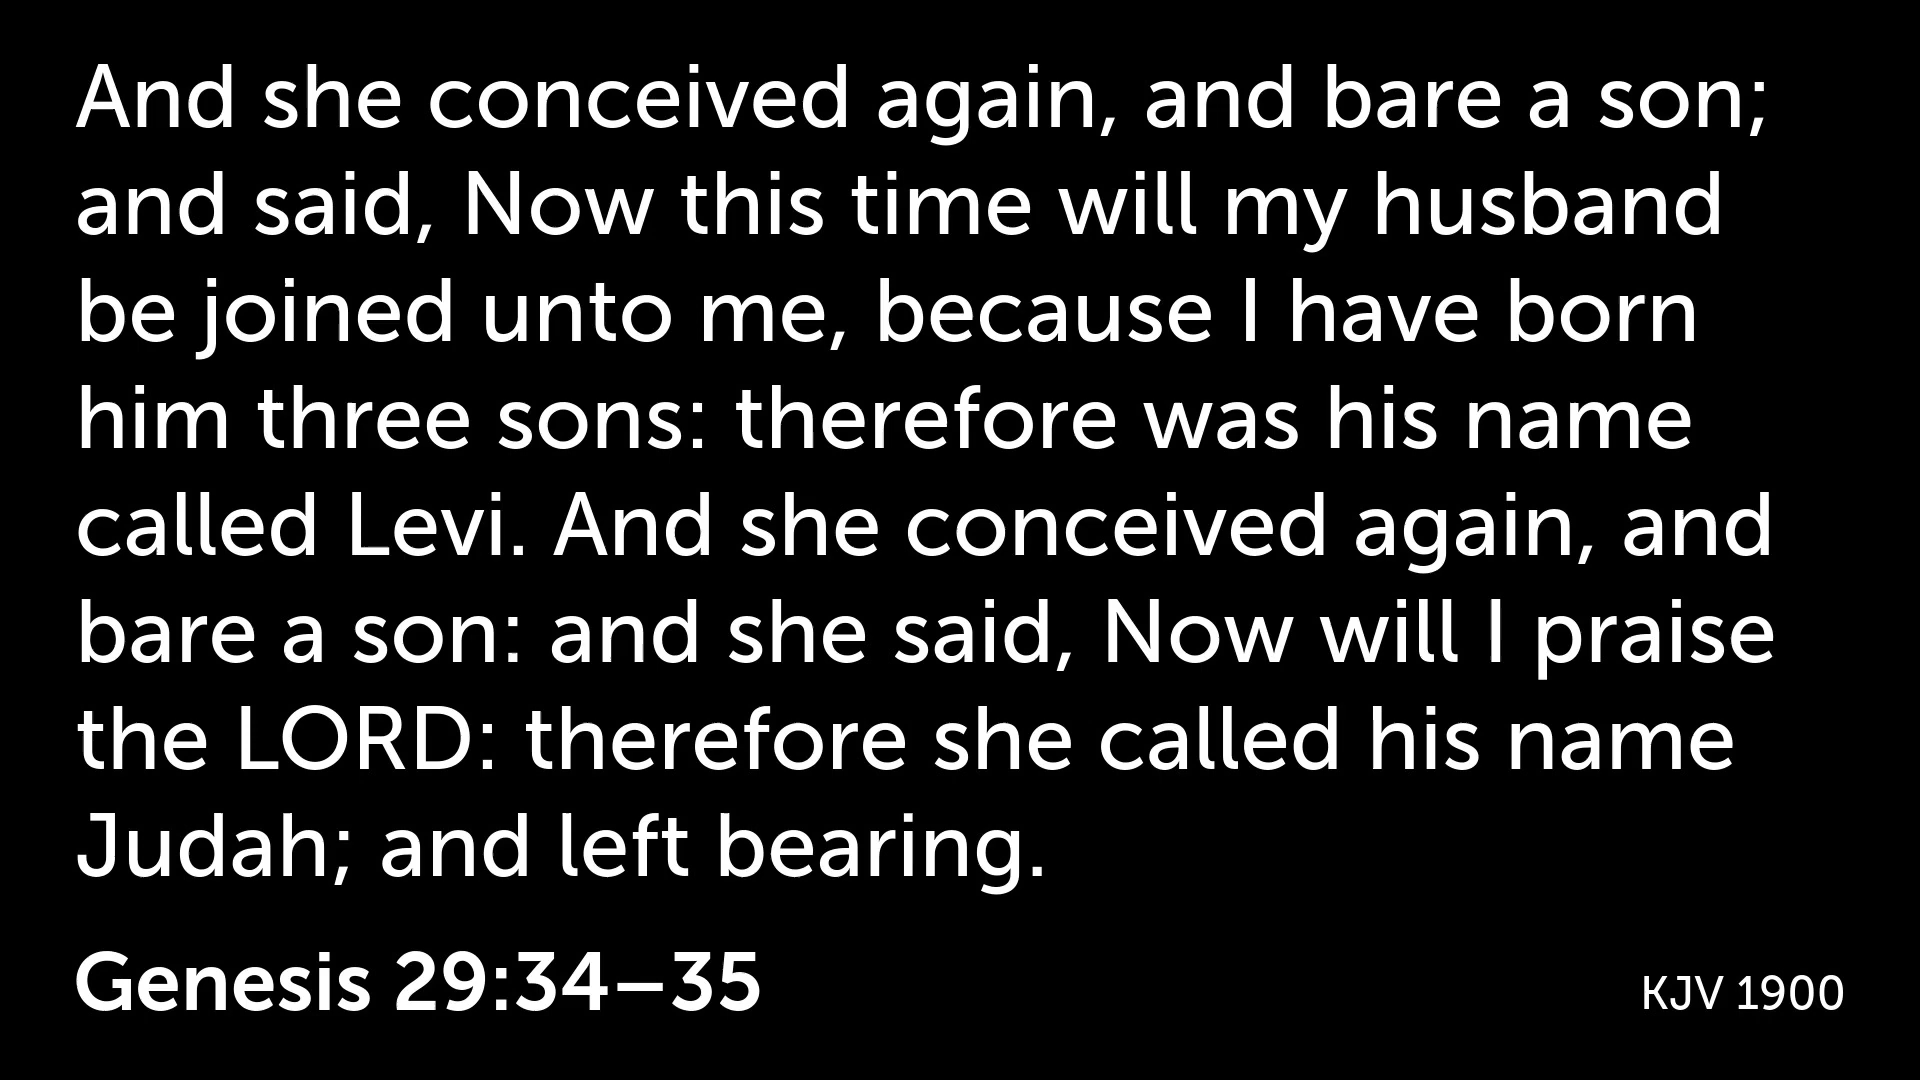 And she conceived again, and bare a son;
and said, Now this time will my husband
be joined unto me, because I have born
him three sons: therefore was his name
called Levi. And she conceived again, and
bare a son: and she said, Now will I praise
the LORD: therefore she called his name
Judah; and left bearing.
Genesis 29:34–35
KJV 1900